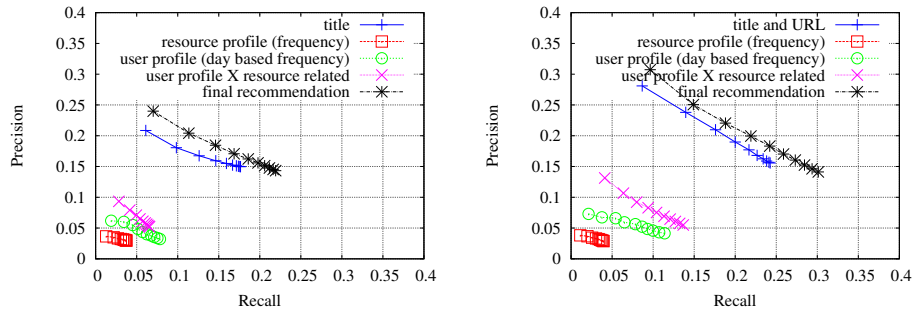 title
resource profile (frequency)
user profile (day based frequency)
user profile X resource related
final recommendation
Precision
0.4
0.35
0.3
0.25
0.2
0.15
0.1
0.05
0
0 0.05 0.1 0.15 0.2 0.25 0.3 0.35 0.4
Recall
title and URL
resource profile (frequency)
user profile (day based frequency)
user profile X resource related
final recommendation
Precision
0.4
0.35
0.3
0.25
0.2
0.15
0.1
0.05
0
0 0.05 0.1 0.15 0.2 0.25 0.3 0.35 0.4
Recall